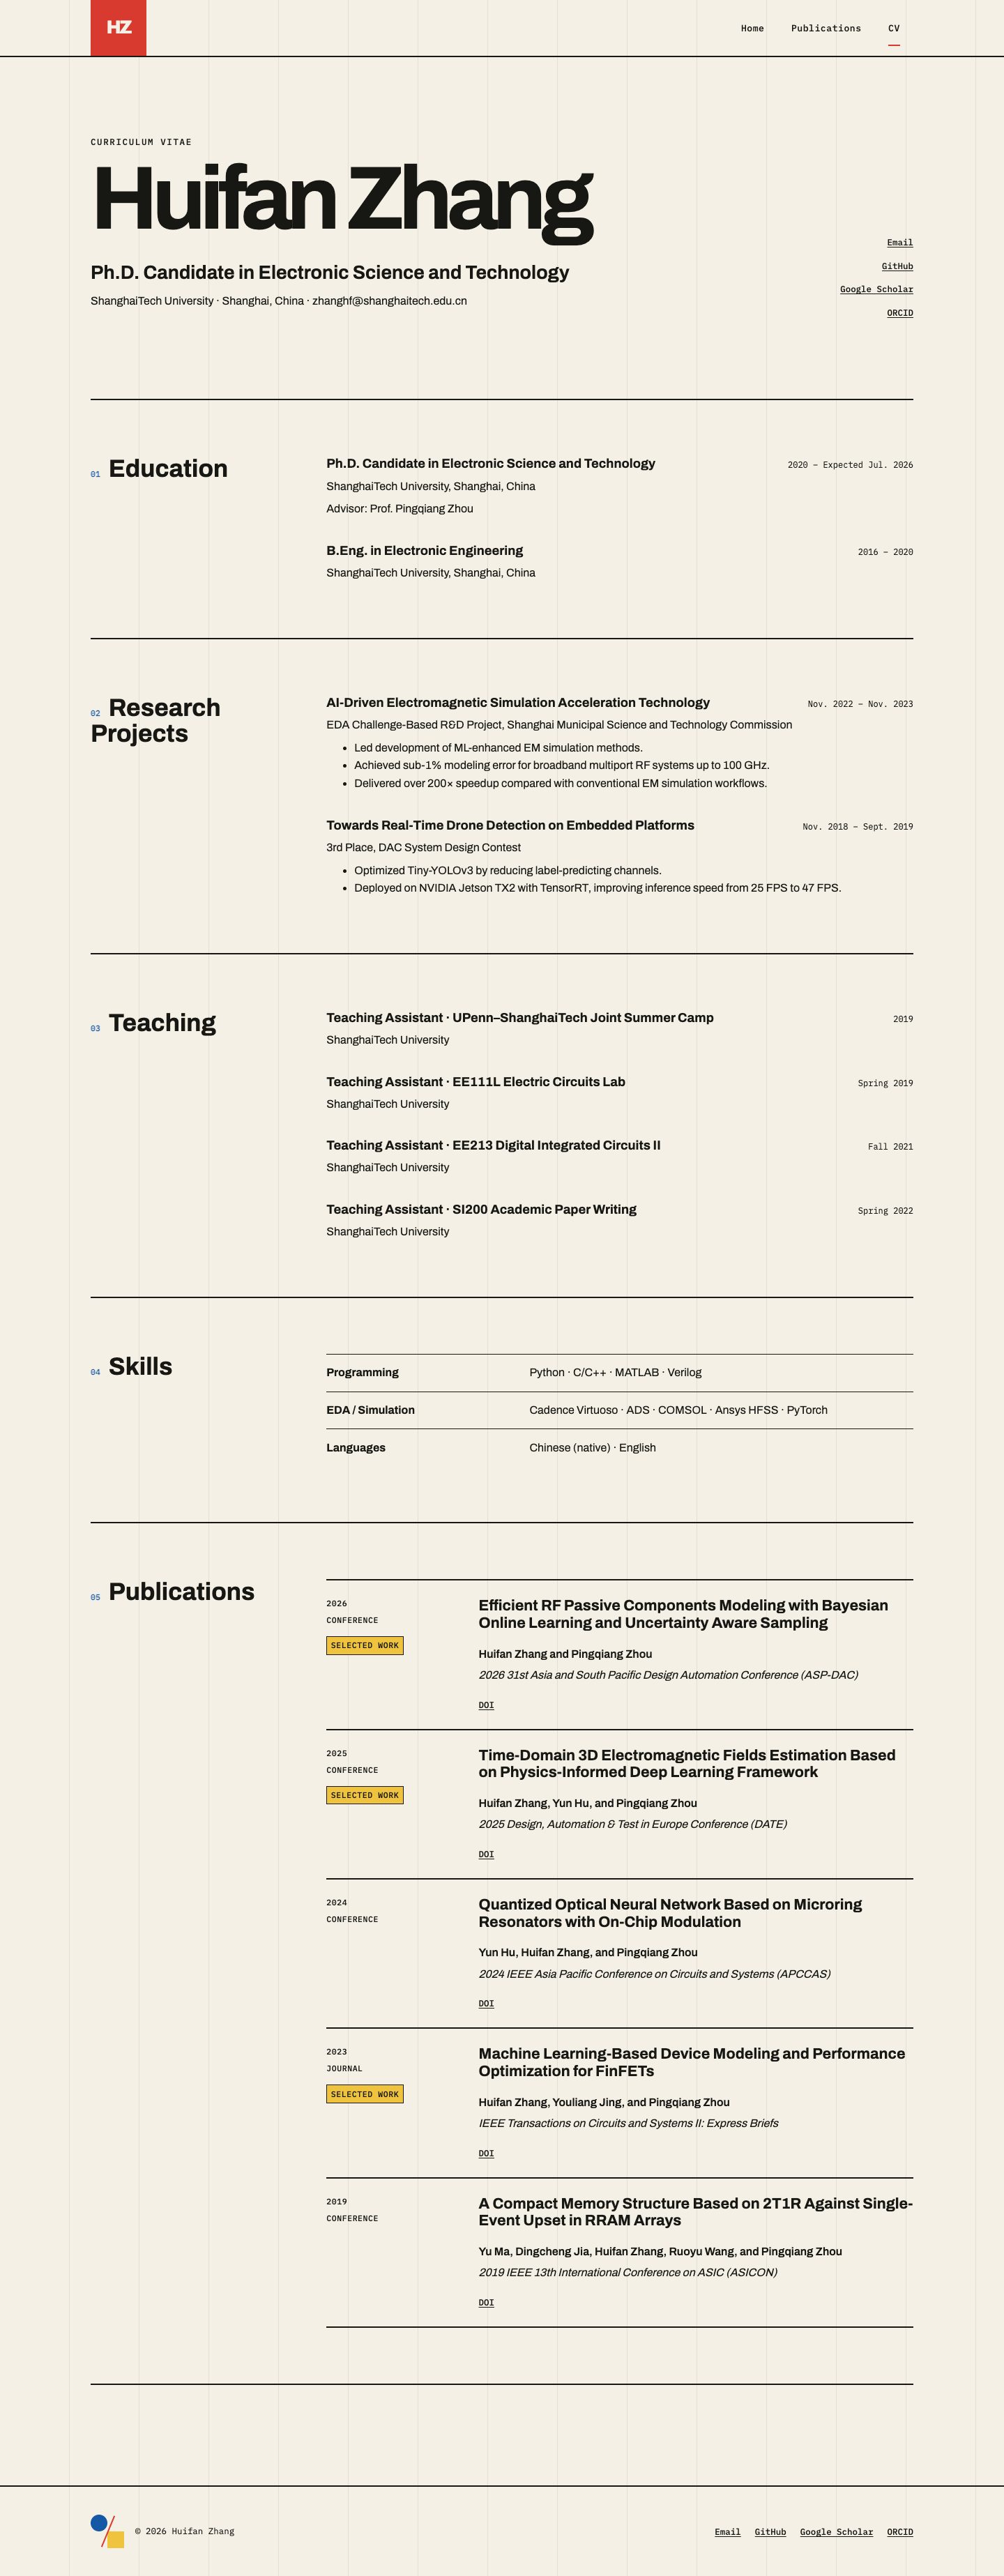 HZ
Home Publications CV
CURRICULUM VITAE
Huifan Zhang
Ph.D. Candidate in Electronic Science and Technology
ShanghaiTech University · Shanghai, China · zhanghf@shanghaitech.edu.cn
Email
GitHub
Google Scholar
ORCID
01 Education
Ph.D. Candidate in Electronic Science and Technology
2020 – Expected Jul. 2026
ShanghaiTech University, Shanghai, China
Advisor: Prof. Pingqiang Zhou
B.Eng. in Electronic Engineering
2016 – 2020
ShanghaiTech University, Shanghai, China
02 Research
Projects
AI-Driven Electromagnetic Simulation Acceleration Technology
Nov. 2022 – Nov. 2023
EDA Challenge-Based R&D Project, Shanghai Municipal Science and Technology Commission
• Led development of ML-enhanced EM simulation methods.
• Achieved sub-1% modeling error for broadband multiport RF systems up to 100 GHz.
• Delivered over 200× speedup compared with conventional EM simulation workflows.
Towards Real-Time Drone Detection on Embedded Platforms
Nov. 2018 – Sept. 2019
3rd Place, DAC System Design Contest
• Optimized Tiny-YOLOv3 by reducing label-predicting channels.
• Deployed on NVIDIA Jetson TX2 with TensorRT, improving inference speed from 25 FPS to 47 FPS.
03 Teaching
Teaching Assistant · UPenn–ShanghaiTech Joint Summer Camp
2019
ShanghaiTech University
Teaching Assistant · EE111L Electric Circuits Lab
Spring 2019
ShanghaiTech University
Teaching Assistant · EE213 Digital Integrated Circuits II
Fall 2021
ShanghaiTech University
Teaching Assistant · SI200 Academic Paper Writing
Spring 2022
ShanghaiTech University
04 Skills
Programming Python · C/C++ · MATLAB · Verilog
EDA / Simulation Cadence Virtuoso · ADS · COMSOL · Ansys HFSS · PyTorch
Languages Chinese (native) · English
05 Publications
2026
CONFERENCE
SELECTED WORK
Efficient RF Passive Components Modeling with Bayesian
Online Learning and Uncertainty Aware Sampling
Huifan Zhang and Pingqiang Zhou
2026 31st Asia and South Pacific Design Automation Conference (ASP-DAC)
DOI
2025
CONFERENCE
SELECTED WORK
Time-Domain 3D Electromagnetic Fields Estimation Based
on Physics-Informed Deep Learning Framework
Huifan Zhang, Yun Hu, and Pingqiang Zhou
2025 Design, Automation & Test in Europe Conference (DATE)
DOI
2024
CONFERENCE
Quantized Optical Neural Network Based on Microring
Resonators with On-Chip Modulation
Yun Hu, Huifan Zhang, and Pingqiang Zhou
2024 IEEE Asia Pacific Conference on Circuits and Systems (APCCAS)
DOI
2023
JOURNAL
SELECTED WORK
Machine Learning-Based Device Modeling and Performance
Optimization for FinFETs
Huifan Zhang, Youliang Jing, and Pingqiang Zhou
IEEE Transactions on Circuits and Systems II: Express Briefs
DOI
2019
CONFERENCE
A Compact Memory Structure Based on 2T1R Against Single-
Event Upset in RRAM Arrays
Yu Ma, Dingcheng Jia, Huifan Zhang, Ruoyu Wang, and Pingqiang Zhou
2019 IEEE 13th International Conference on ASIC (ASICON)
DOI
© 2026 Huifan Zhang
Email GitHub Google Scholar ORCID